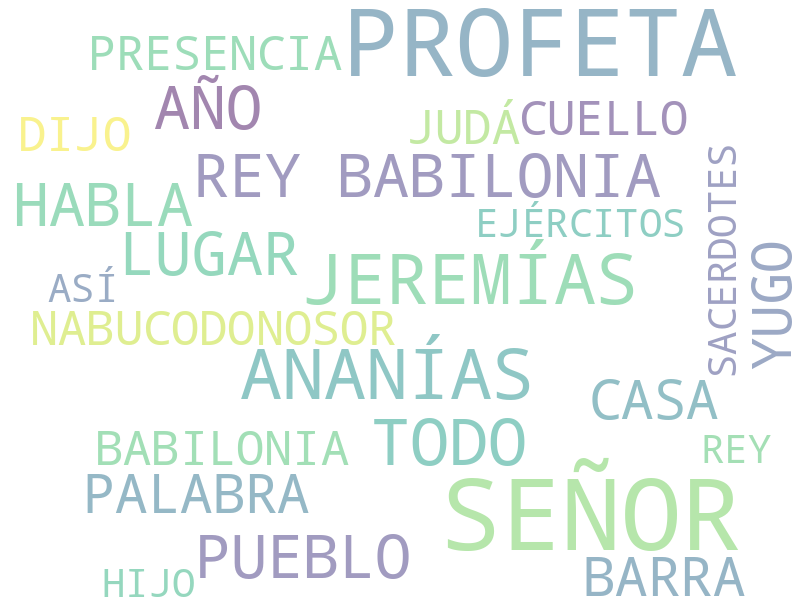 PROFETA
PRESENCIA
AÑO
DIJO
JUDÁ
CUELLO
REY BABILONIA
SACERDOTES
HABLA
EJÉRCITOS
LUGAR
JEREMÍAS
YUGO
ASÍ
NABUCODONOSOR
ANANÍAS
CASA
TODO
BABILONIA
REY
PALABRA
SEÑOR
PUEBLO
BARRA
HIJO